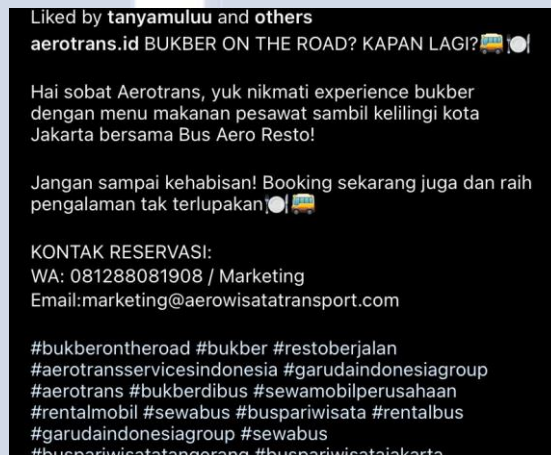 Liked by tanyamuluu and others
aerotrans.id BUKBER ON THE ROAD? KAPAN LAGI?🚌🍽️
Hai sobat Aerotrans, yuk nikmati experience bukber
dengan menu makanan pesawat sambil kelilingi kota
Jakarta bersama Bus Aero Resto!
Jangan sampai kehabisan! Booking sekarang juga dan raih
pengalaman tak terlupakan🍽️🚌
KONTAK RESERVASI:
WA: 081288081908 / Marketing
Email:marketing@aerowisatatransport.com
#bukberontheroad #bukber #restoberjalan
#aerotransservicesindonesia #garudaindonesiagroup
#aerotrans #bukberdibus #sewamobilperusahaan
#rentalmobil #sewabus #buspariwisata #rentalbus
#garudaindonesiagroup #sewabus
#buspariwisatatangerang #buspariwisatajakarta